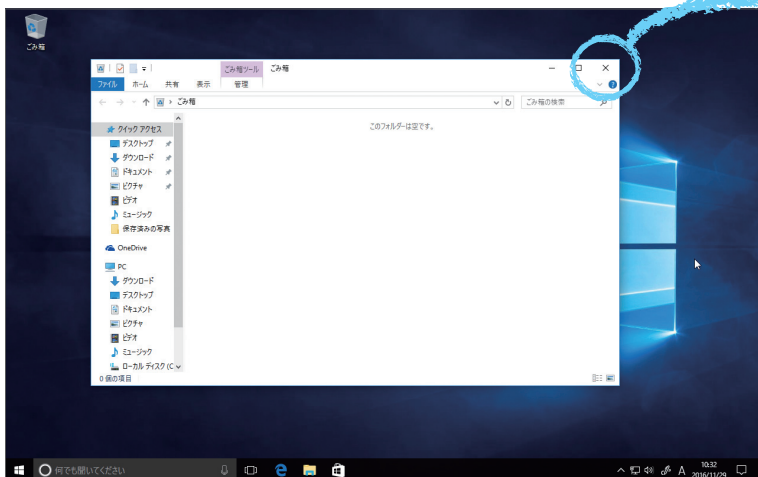 ごみ箱
ごみ箱ツール ごみ箱
ファイル ホーム 共有 表示 管理
ごみ箱
ごみ箱の検索
クイック アクセス
デスクトップ
ダウンロード
ドキュメント
ピクチャ
ビデオ
ミュージック
保存済みの写真
OneDrive
PC
ダウンロード
デスクトップ
ドキュメント
ピクチャ
ビデオ
ミュージック
ローカル ディスク (C
このフォルダーは空です。
0 個の項目
何でも聞いてください
A
10:32
2016/11/29